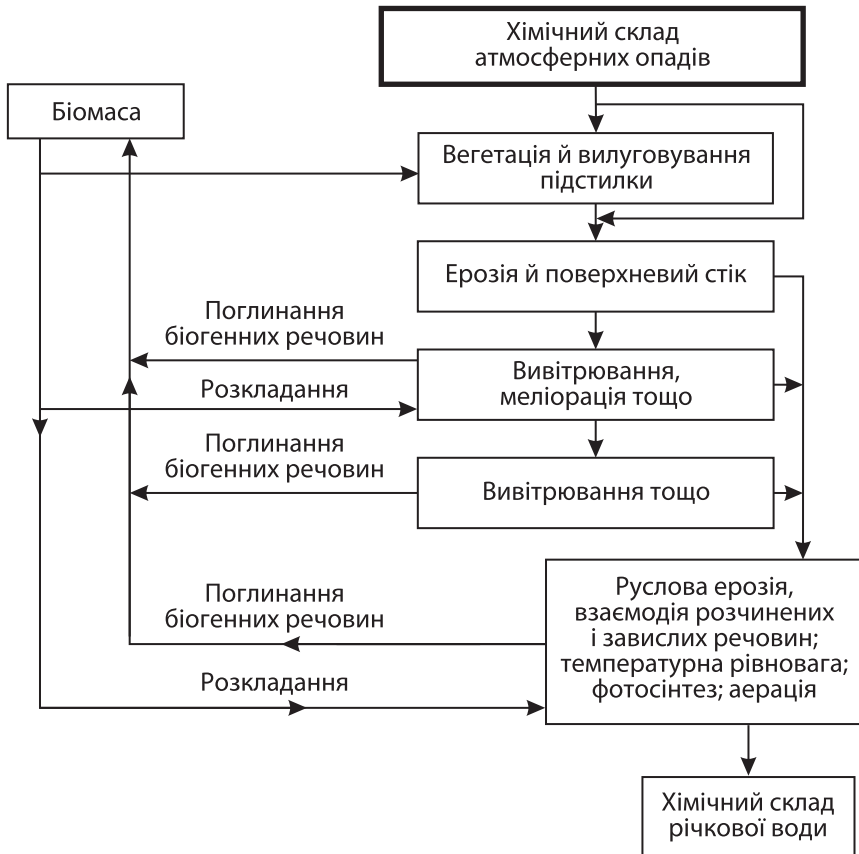 Хімічний склад
атмосферних опадів
Біомаса
Вегетація й вилуговування
підстилки
Ерозія й поверхневий стік
Поглинання
біогенних речовин
Вивітрювання,
меліорація тощо
Розкладання
Поглинання
біогенних речовин
Вивітрювання тощо
Поглинання
біогенних речовин
Руслова ерозія,
взаємодія розчинених
і завислих речовин;
температурна рівновага;
фотосінтез; аерація
Розкладання
Хімічний склад
річкової води